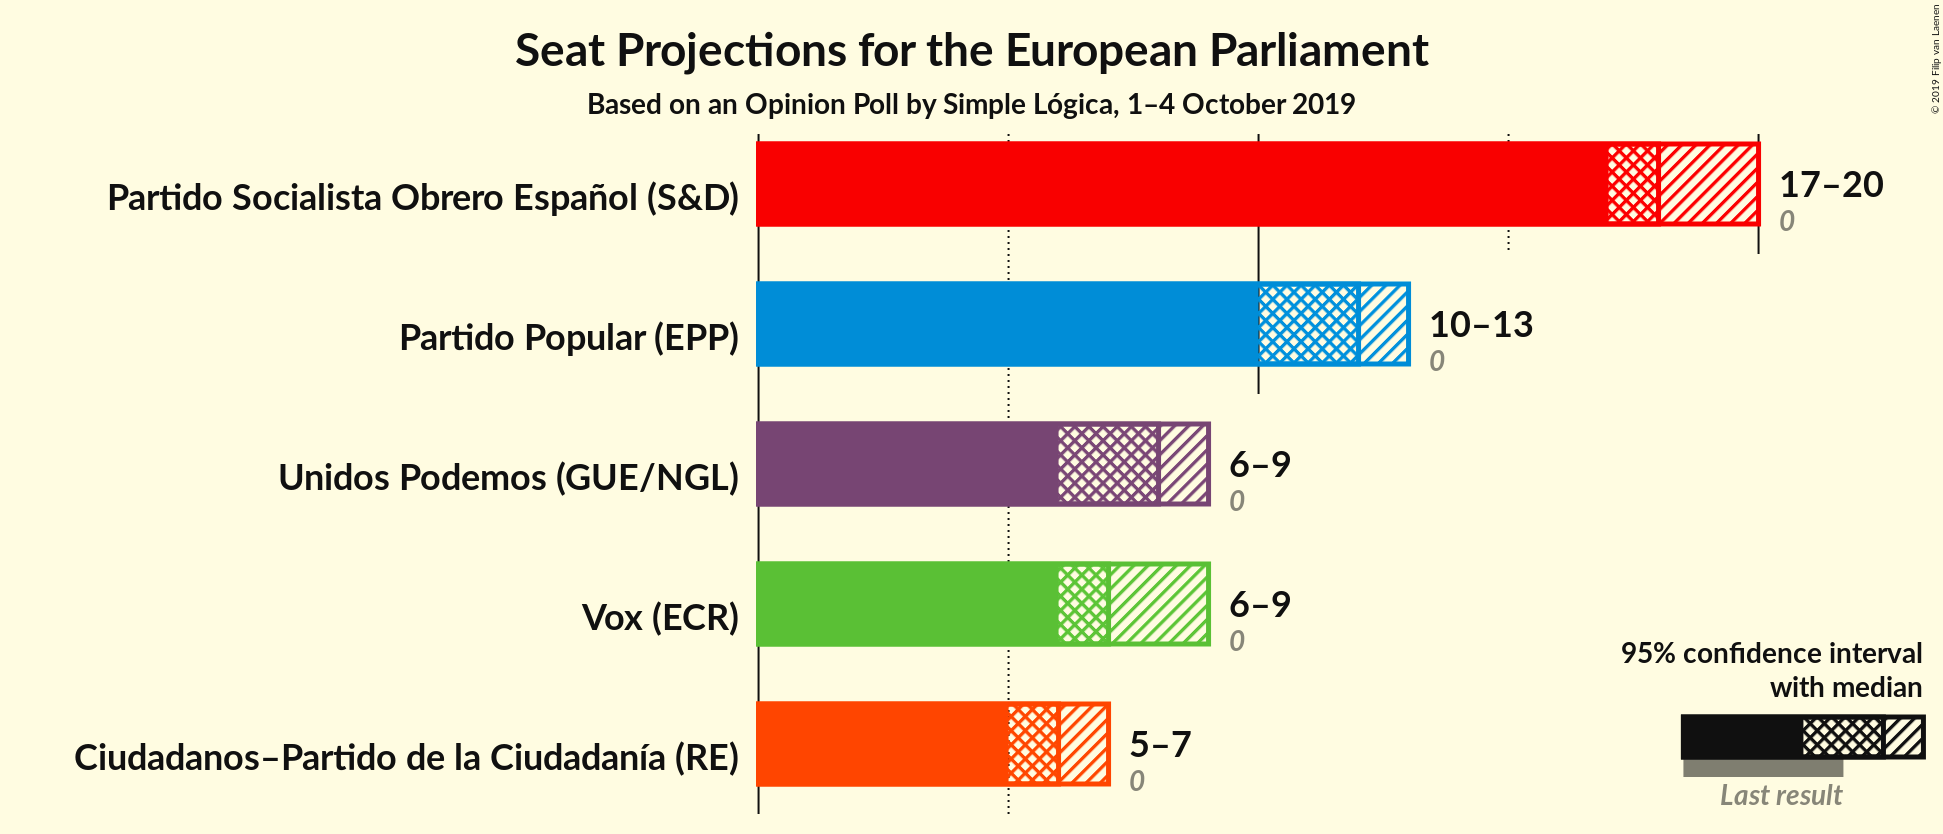 Seat Projections for the European Parliament
Based on an Opinion Poll by Simple Lógica, 1–4 October 2019
© 2019 Filip van Laenen
Partido Socialista Obrero Español (S&D)
17–20
0
Partido Popular (EPP)
10–13
0
Unidos Podemos (GUE/NGL)
6–9
0
Vox (ECR)
6–9
0
Ciudadanos–Partido de la Ciudadanía (RE)
5–7
0
95% confidence interval
with median
Last result